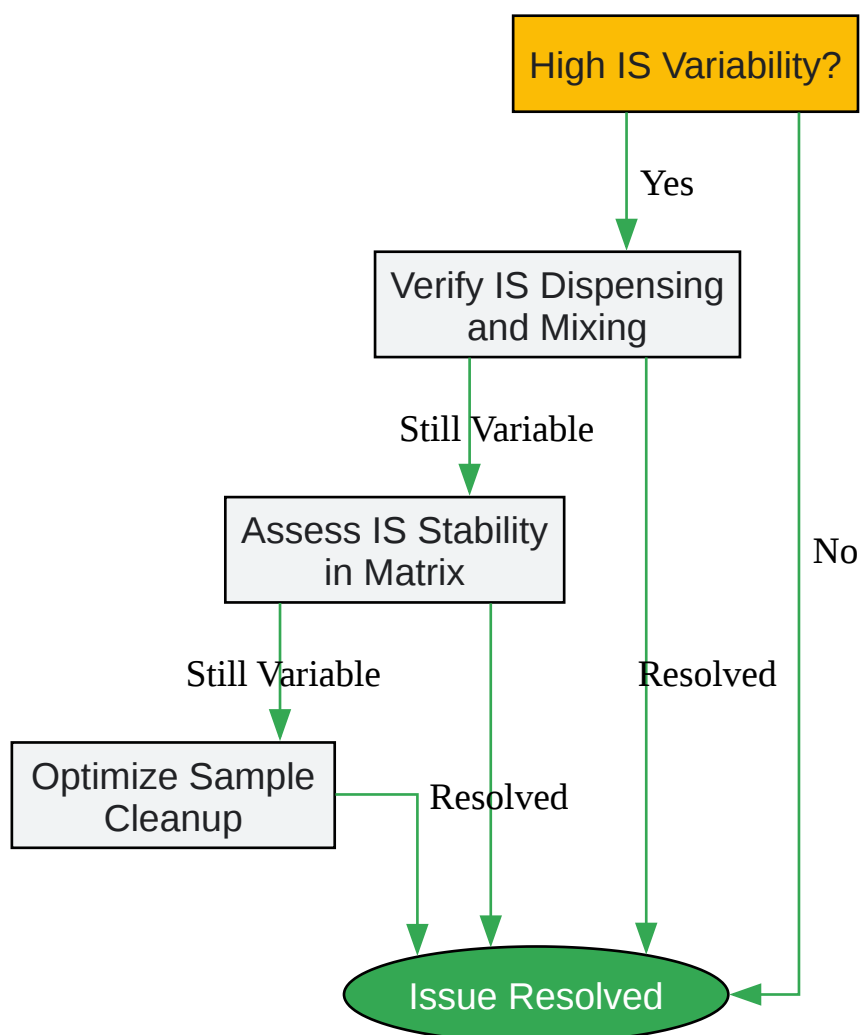 High IS Variability?
Yes
Verify IS Dispensing
and Mixing
Still Variable
Assess IS Stability
in Matrix
No
Still Variable
Resolved
Optimize Sample
Cleanup
Resolved
Issue Resolved